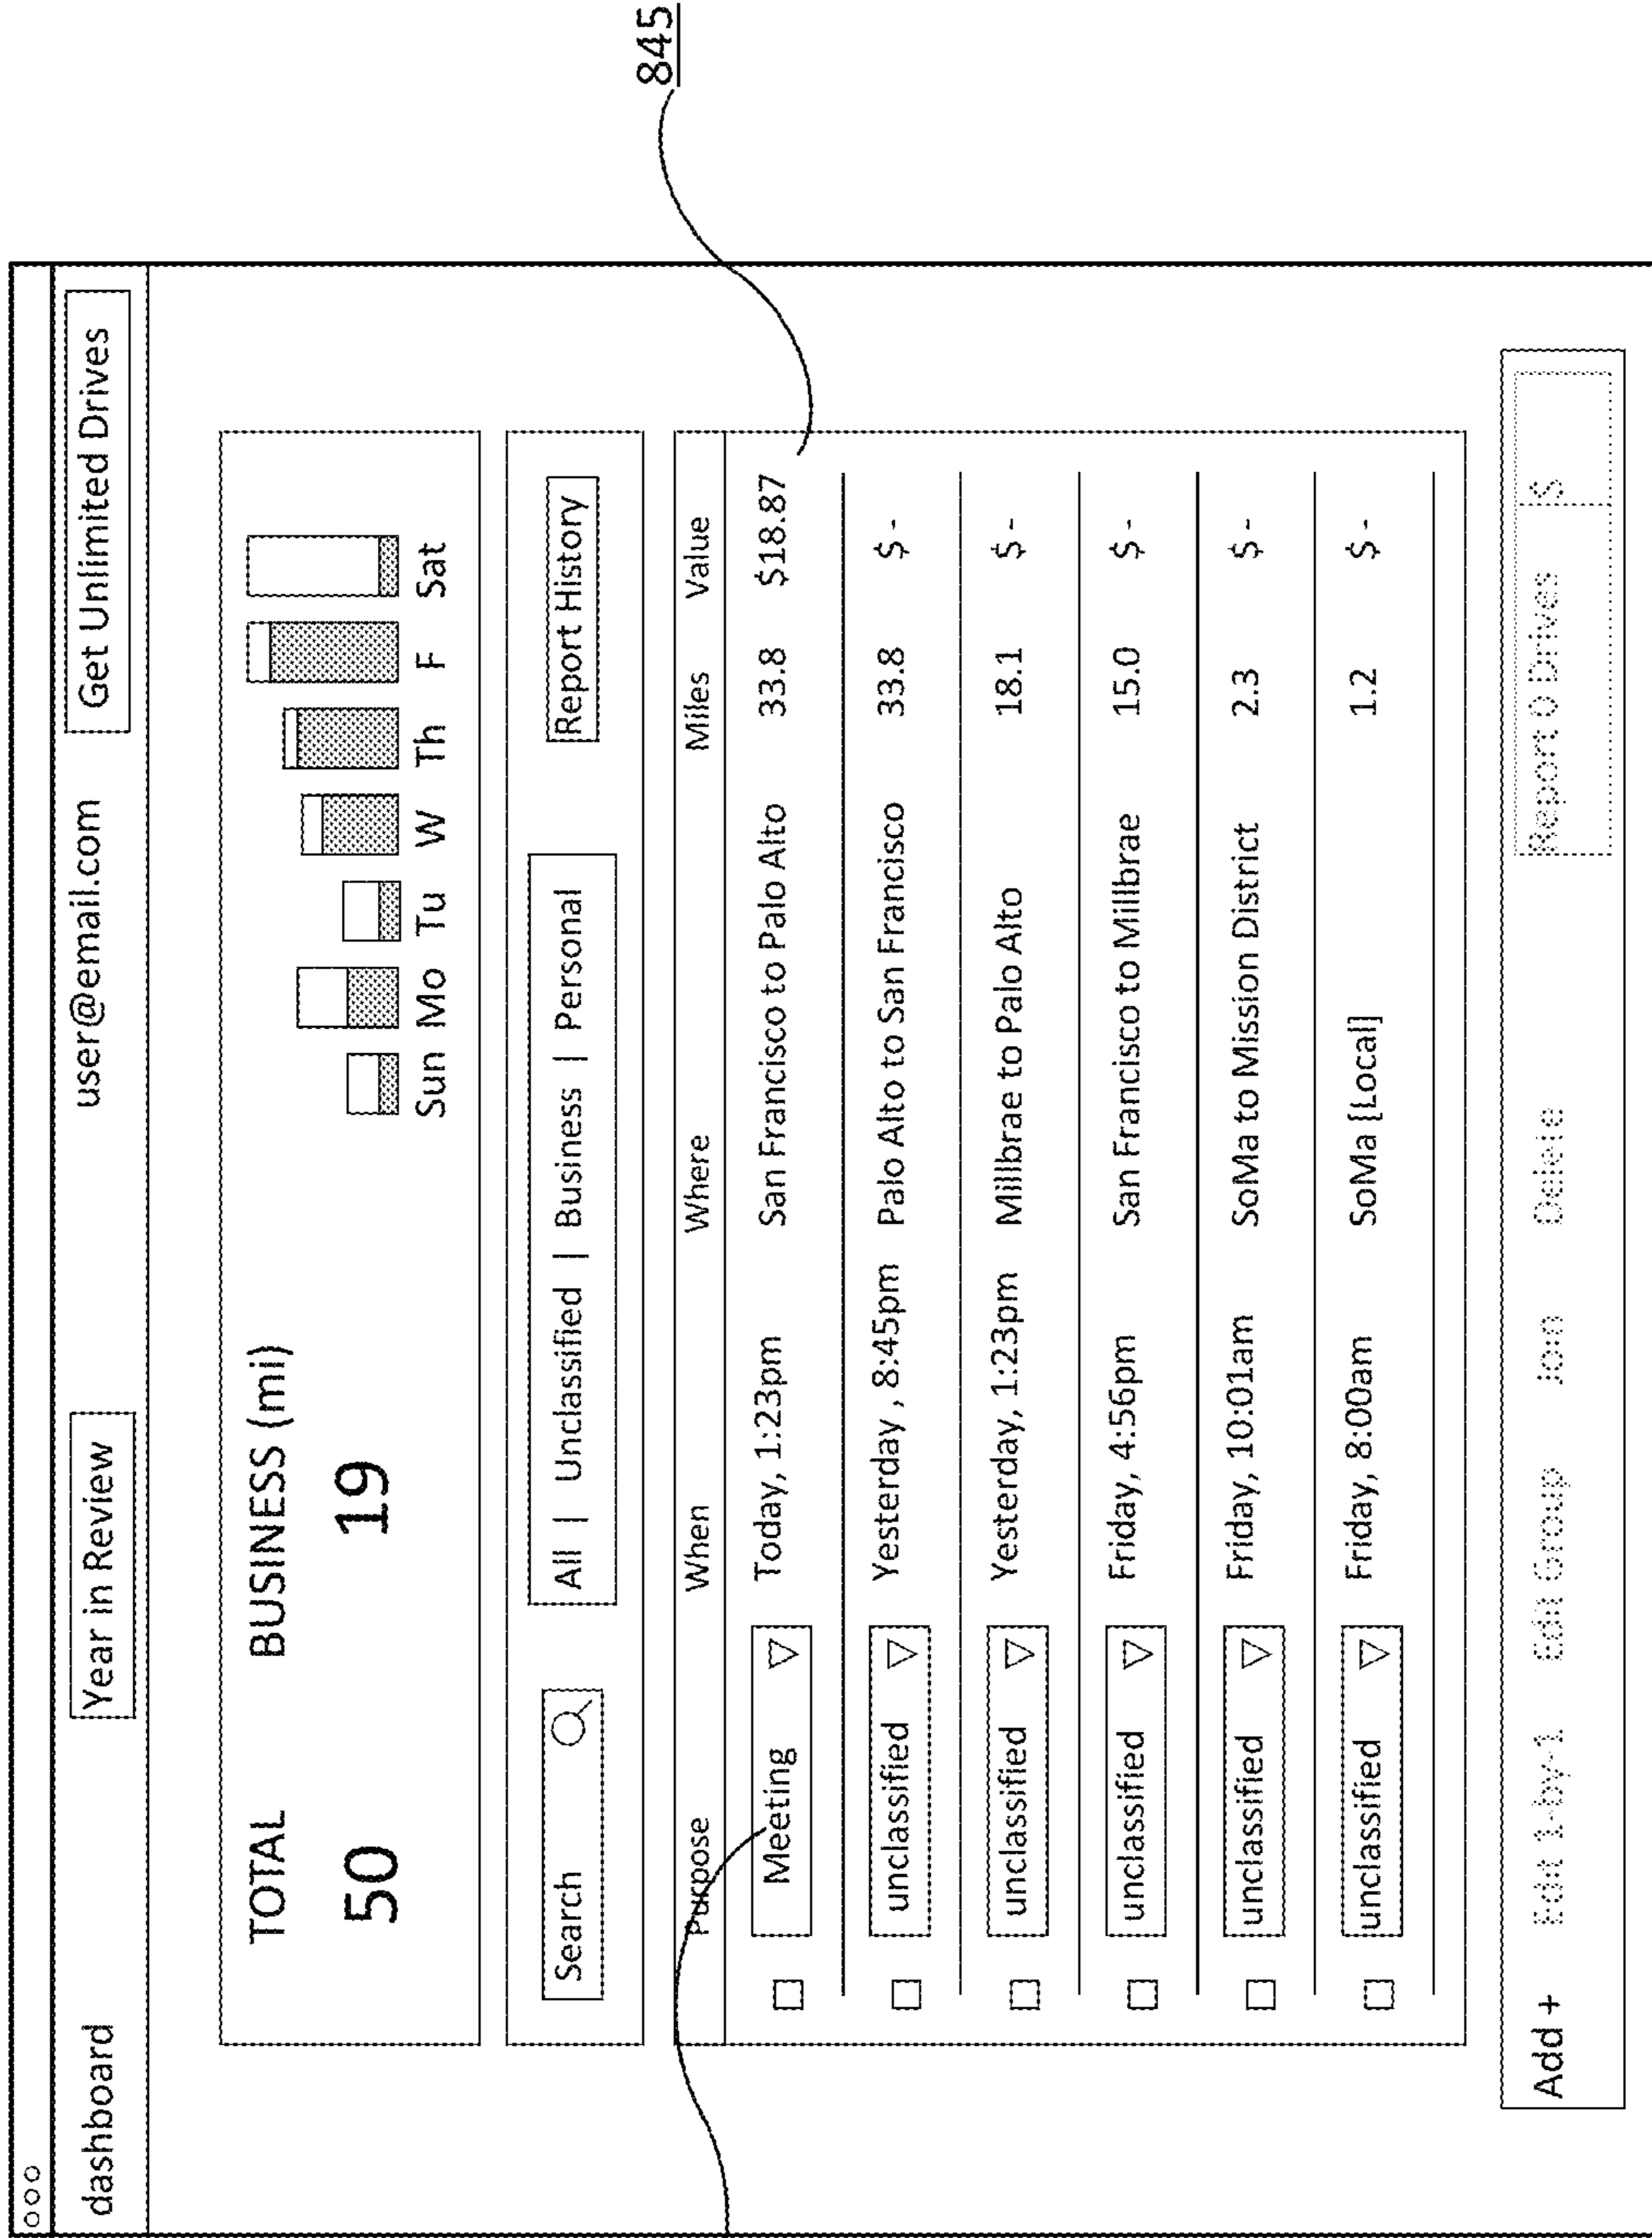 ooo
dashboard Year in Review user@email.com Get Unlimited Drives
TOTAL BUSINESS (mi)
50 19
Sun Mo Tu W Th F Sat
Search All | Unclassified | Business | Personal Report History
Purpose When Where Miles Value
Meeting Today, 1:23pm San Francisco to Palo Alto 33.8 $18.87
unclassified Yesterday , 8:45pm Palo Alto to San Francisco 33.8 $ -
unclassified Yesterday, 1:23pm Millbrae to Palo Alto 18.1 $ -
unclassified Friday, 4:56pm San Francisco to Millbrae 15.0 $ -
unclassified Friday, 10:01am SoMa to Mission District 2.3 $ -
unclassified Friday, 8:00am SoMa [Local] 1.2 $ -
Add + Edit 1-by-1 Edit Group Join Delete Report 0 Drives $
845